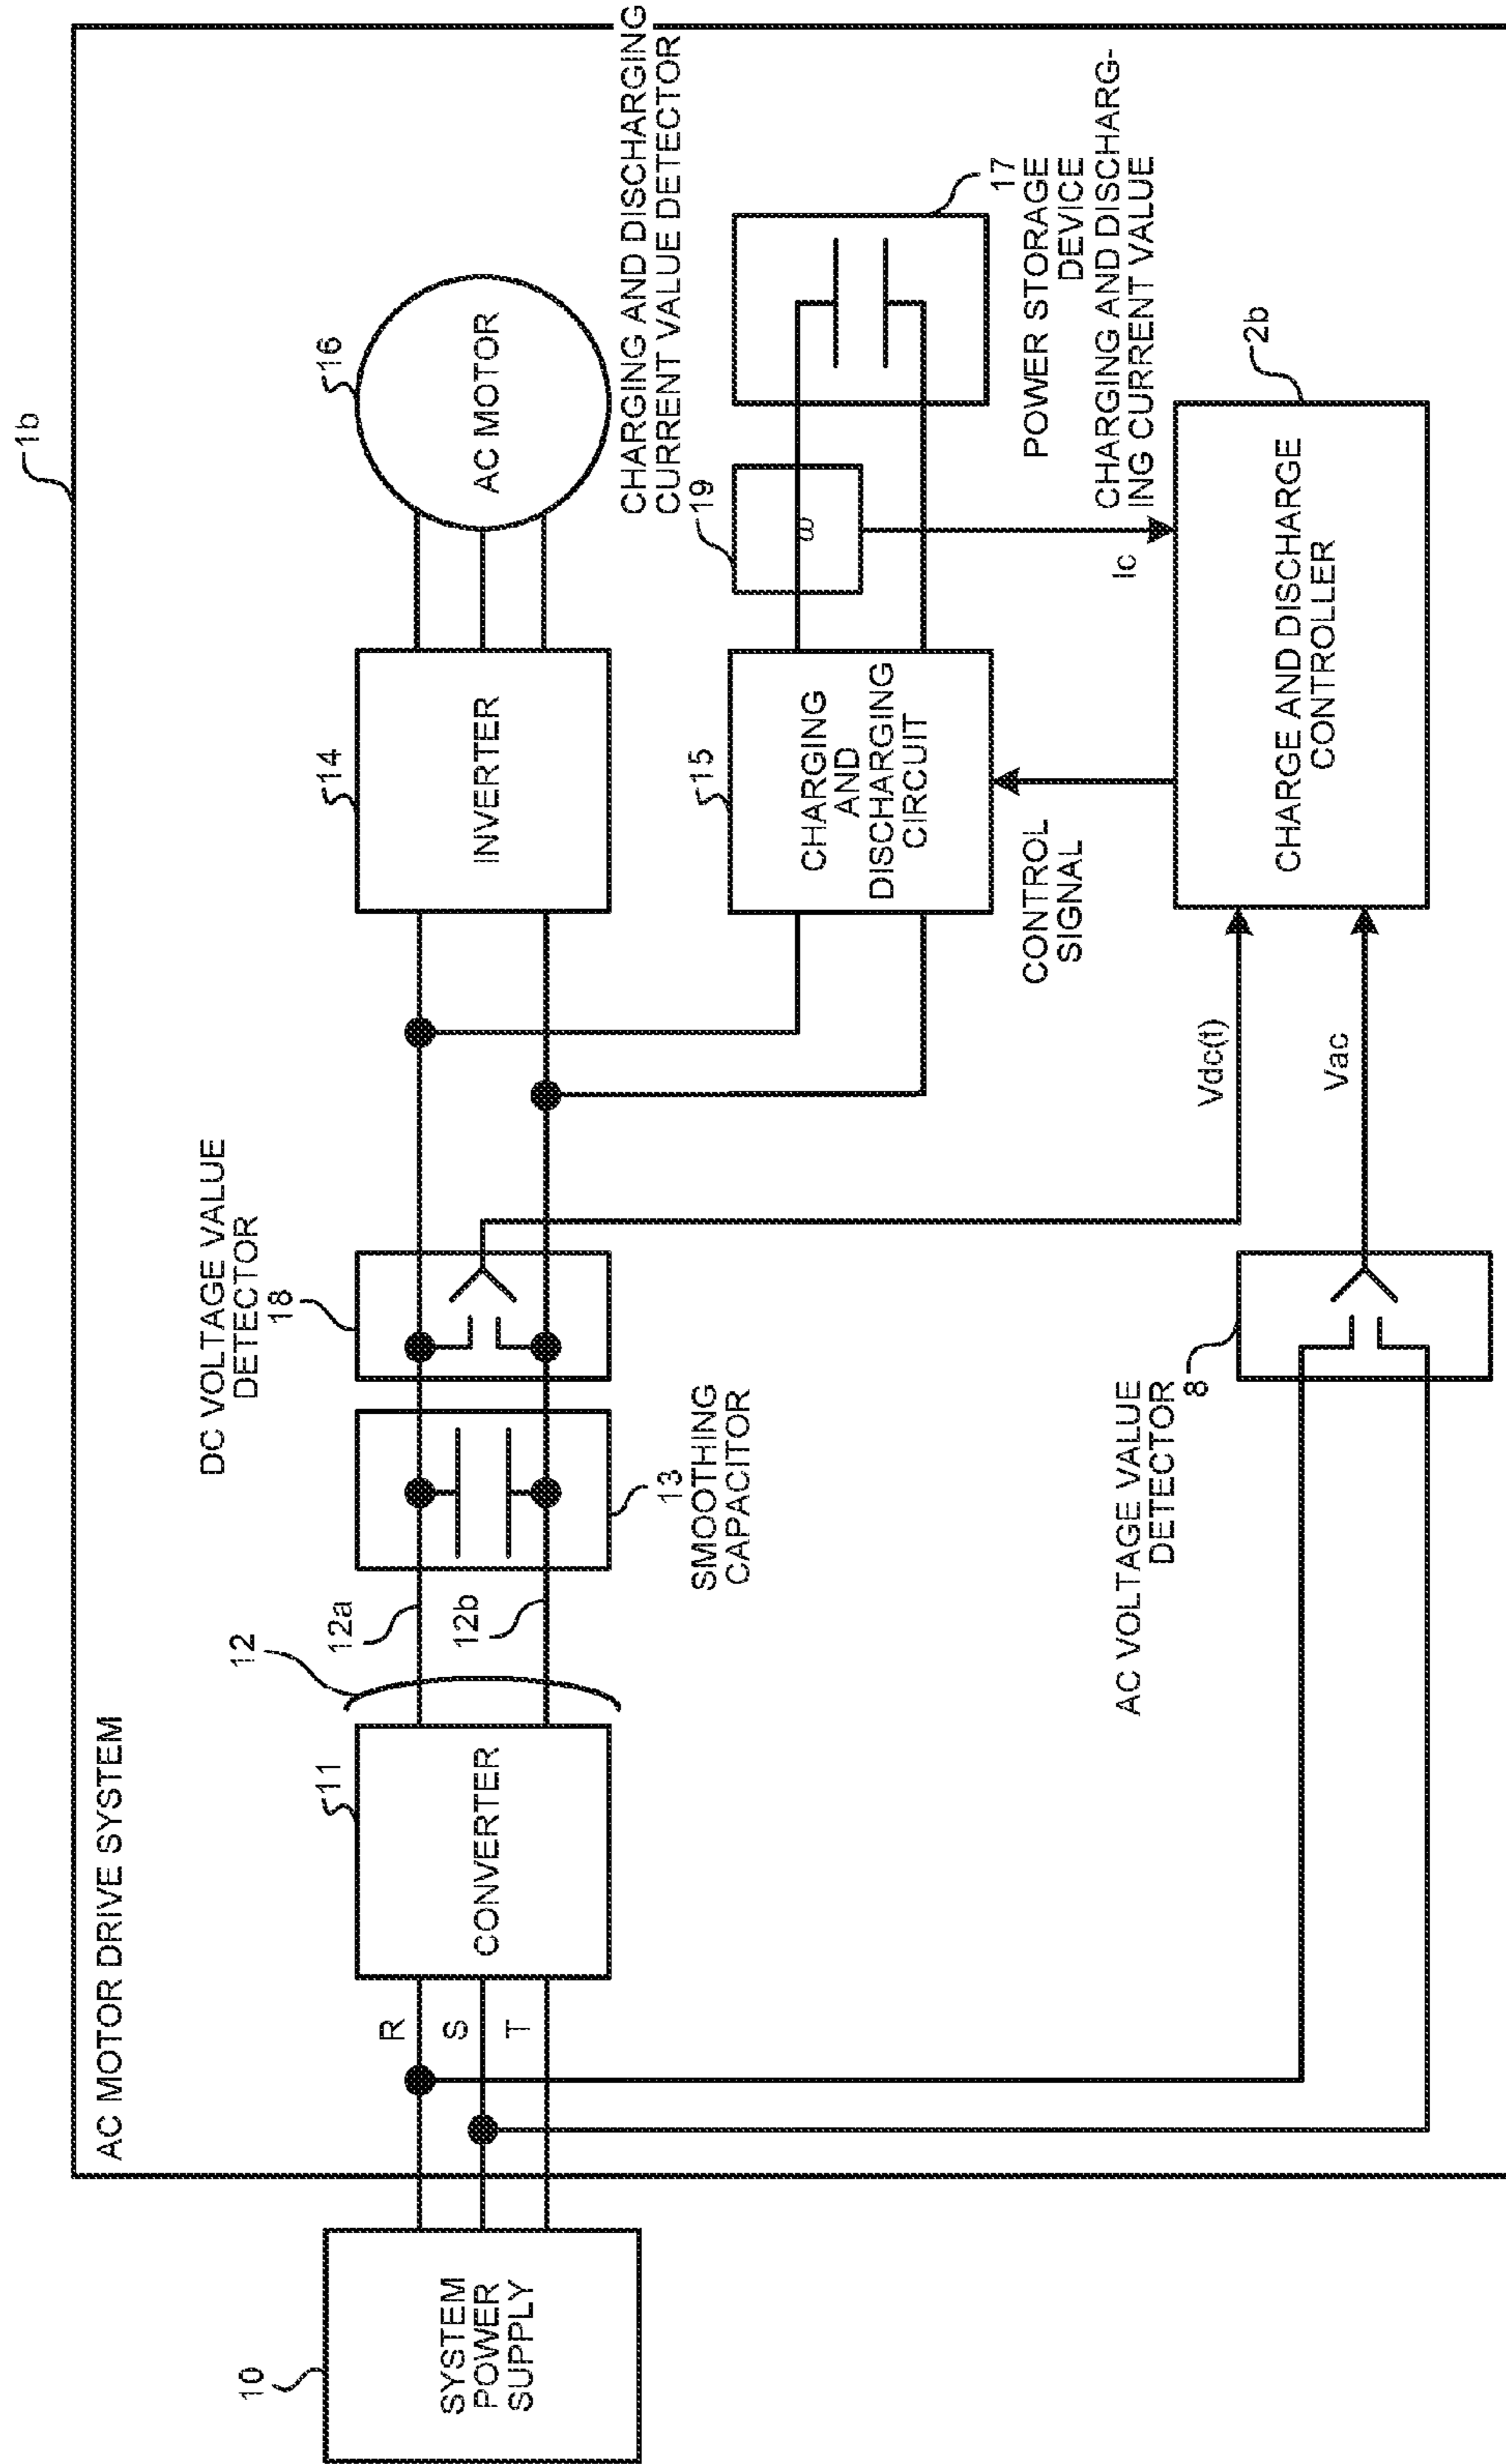 1b
AC MOTOR DRIVE SYSTEM
10
SYSTEM
POWER
SUPPLY
R
S
T
11
CONVERTER
12
12a
12b
13
SMOOTHING
CAPACITOR
DC VOLTAGE VALUE
DETECTOR
18
14
INVERTER
16
AC MOTOR
CHARGING AND DISCHARGING
CURRENT VALUE DETECTOR
15
CHARGING
AND
DISCHARGING
CIRCUIT
19
17
POWER STORAGE
DEVICE
CHARGING AND DISCHARG-
ING CURRENT VALUE
Ic
CONTROL
SIGNAL
2b
CHARGE AND DISCHARGE
CONTROLLER
Vdc(t)
Vac
AC VOLTAGE VALUE
DETECTOR
8